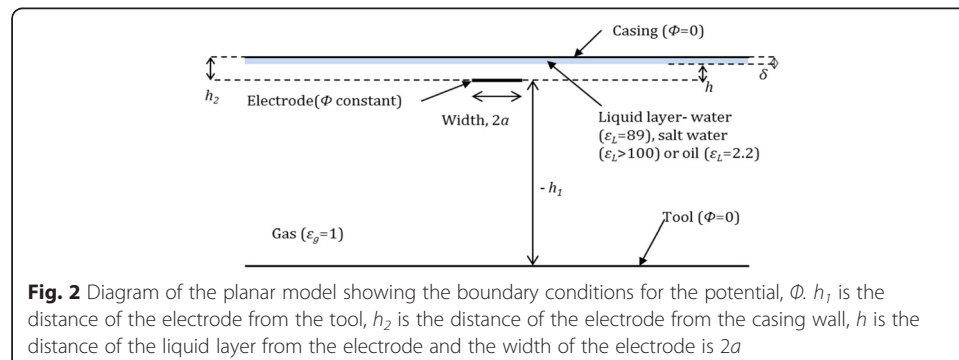 Casing (Φ=0)
δ
h₂
h
Electrode(Φ constant)
Width, 2a
Liquid layer- water
(εL=89), salt water
(εL>100) or oil (εL=2.2)
- h₁
Tool (Φ=0)
Gas (εg=1)
Fig. 2 Diagram of the planar model showing the boundary conditions for the potential, Φ. h₁ is the
distance of the electrode from the tool, h₂ is the distance of the electrode from the casing wall, h is the
distance of the liquid layer from the electrode and the width of the electrode is 2a